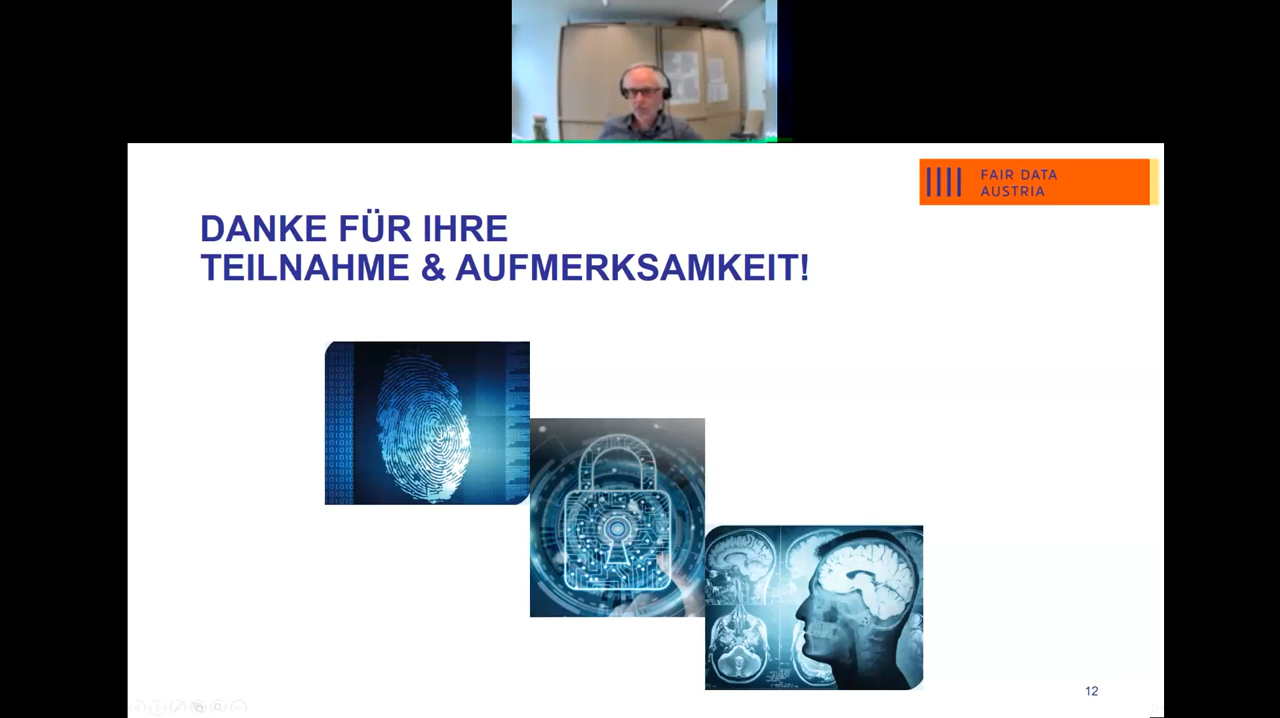 FAIR DATA
AUSTRIA
DANKE FÜR IHRE
TEILNAHME & AUFMERKSAMKEIT!
12